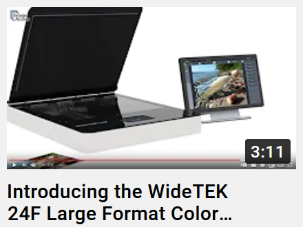 3:11
Introducing the WideTEK
24F Large Format Color...